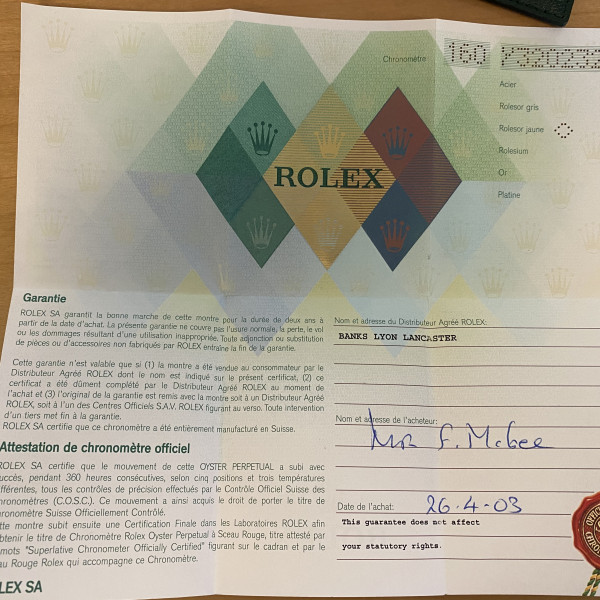 Chronomètre 160 Y320232
Acier
Rolesor gris
Rolesor jaune
Rolesium
Or
Platine
ROLEX
Garantie
ROLEX SA garantit la bonne marche de cette montre pour la durée de deux ans à
partir de la date d'achat. La présente garantie ne couvre pas l'usure normale, la perte, le vol
ou les dommages résultant d'une utilisation inappropriée. Toute adjonction ou substitution
de pièces ou d'accessoires non fabriqués par ROLEX entraîne la fin de la garantie.
Cette garantie n'est valable que si (1) la montre a été vendue au consommateur par le
Distributeur Agréé ROLEX dont le nom est indiqué sur le présent certificat, (2) ce
certificat a été dûment complété par le Distributeur Agréé ROLEX au moment de
l'achat et (3) l'original de la garantie est remis avec la montre soit à un Distributeur Agréé
ROLEX, soit à l'un des Centres Officiels S.A.V. ROLEX figurant au verso. Toute intervention
d'un tiers met fin à la garantie.
ROLEX SA certifie que ce chronomètre a été entièrement manufacturé en Suisse.
Attestation de chronomètre officiel
ROLEX SA certifie que le mouvement de cette OYSTER PERPETUAL a subi avec
succès, pendant 360 heures consécutives, selon cinq positions et trois températures
différentes, tous les contrôles de précision effectués par le Contrôle Officiel Suisse des
Chronomètres (C.O.S.C.). Ce mouvement a ainsi acquis le droit de porter le titre de
Chronomètre Suisse Officiellement Contrôlé.
tte montre subit ensuite une Certification Finale dans les Laboratoires ROLEX afin
btenir le titre de Chronomètre Rolex Oyster Perpetual à Sceau Rouge, titre attesté par
mots "Superlative Chronometer Officially Certified" figurant sur le cadran et par le
au Rouge Rolex qui accompagne ce Chronomètre.
LEX SA
Nom et adresse du Distributeur Agréé ROLEX:
BANKS LYON LANCASTER
Nom et adresse de l'acheteur:
Mr F. McGee
Date de l'achat: 26.4-03
This guarantee does not affect
your statutory rights.